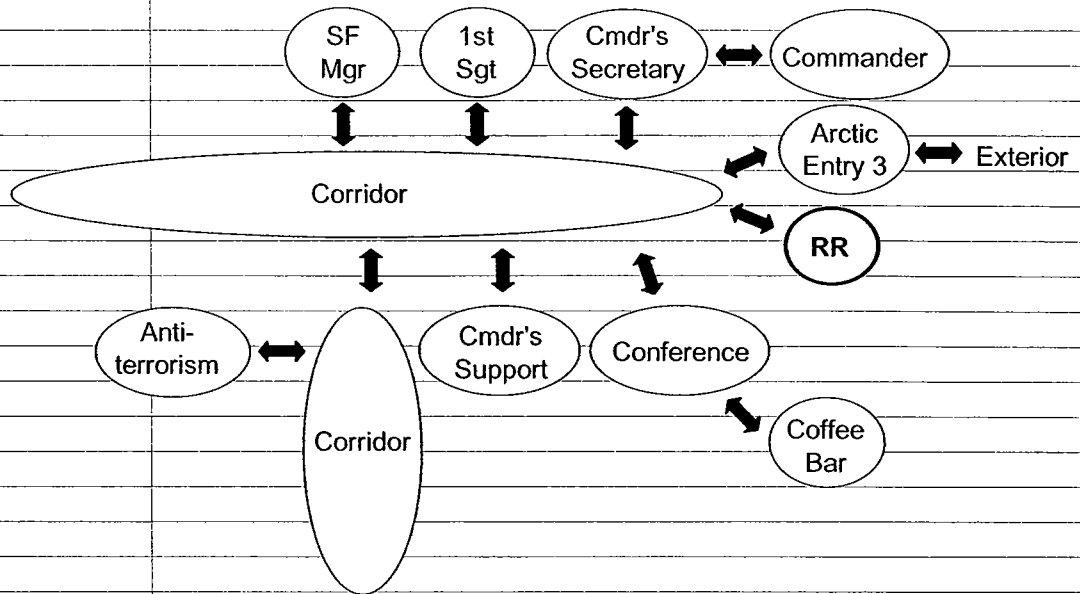 SF
Mgr
1st
Sgt
Cmdr's
Secretary
Commander
Arctic
Entry 3
Exterior
Corridor
RR
Anti-
terrorism
Cmdr's
Support
Conference
Corridor
Coffee
Bar